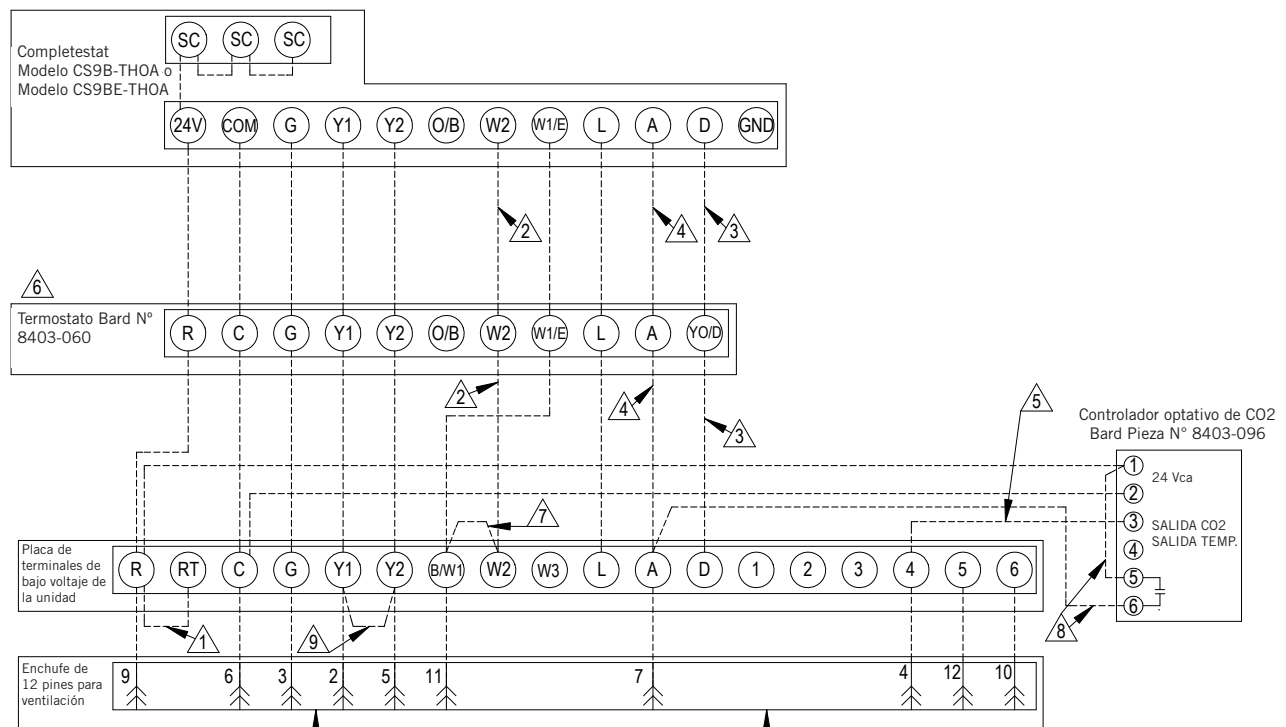 SC SC SC
Completestat
Modelo CS9B-THOA o
Modelo CS9BE-THOA
24V COM G Y1 Y2 O/B W2 W1/E L A D GND
2 4 3
6
Termostato Bard N°
8403-060
R C G Y1 Y2 O/B W2 W1/E L A YO/D
2 4 3 5
Controlador optativo de CO2
Bard Pieza N° 8403-096
1 24 Vca
2
3 SALIDA CO2
4 SALIDA TEMP.
5
6
7
8
Placa de
terminales de
bajo voltaje de
la unidad
R RT C G Y1 Y2 B/W1 W2 W3 L A D 1 2 3 4 5 6
1 9
Enchufe de
12 pines para
ventilación
9 6 3 2 5 11 7 4 12 10